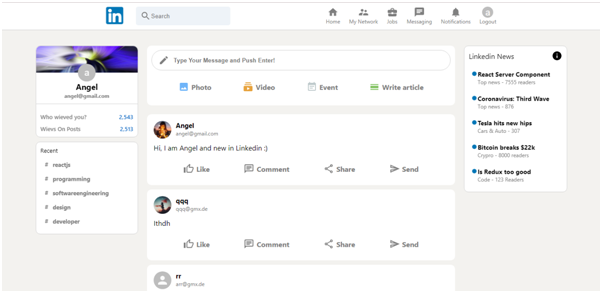 in
Search
Home
My Network
Jobs
Messaging
Notifications
a
Logout
a
Angel
angel@gmail.com
Who wieved you? 2,543
Wievs On Posts 2,513
Recent
# reactjs
# programming
# softwareengineering
# design
# developer
Type Your Message and Push Enter!
Photo
Video
Event
Write article
Angel
angel@gmail.com
Hi, I am Angel and new in Linkedin :)
Like
Comment
Share
Send
qqq
qqq@gmx.de
lthdh
Like
Comment
Share
Send
rr
arr@gms.de
Linkedin News
React Server Component
Top news - 7555 readers
Coronavirus: Third Wave
Top news - 876
Tesla hits new hips
Cars & Auto - 307
Bitcoin breaks $22k
Crypro - 8000 readers
Is Redux too good
Code - 123 Readers